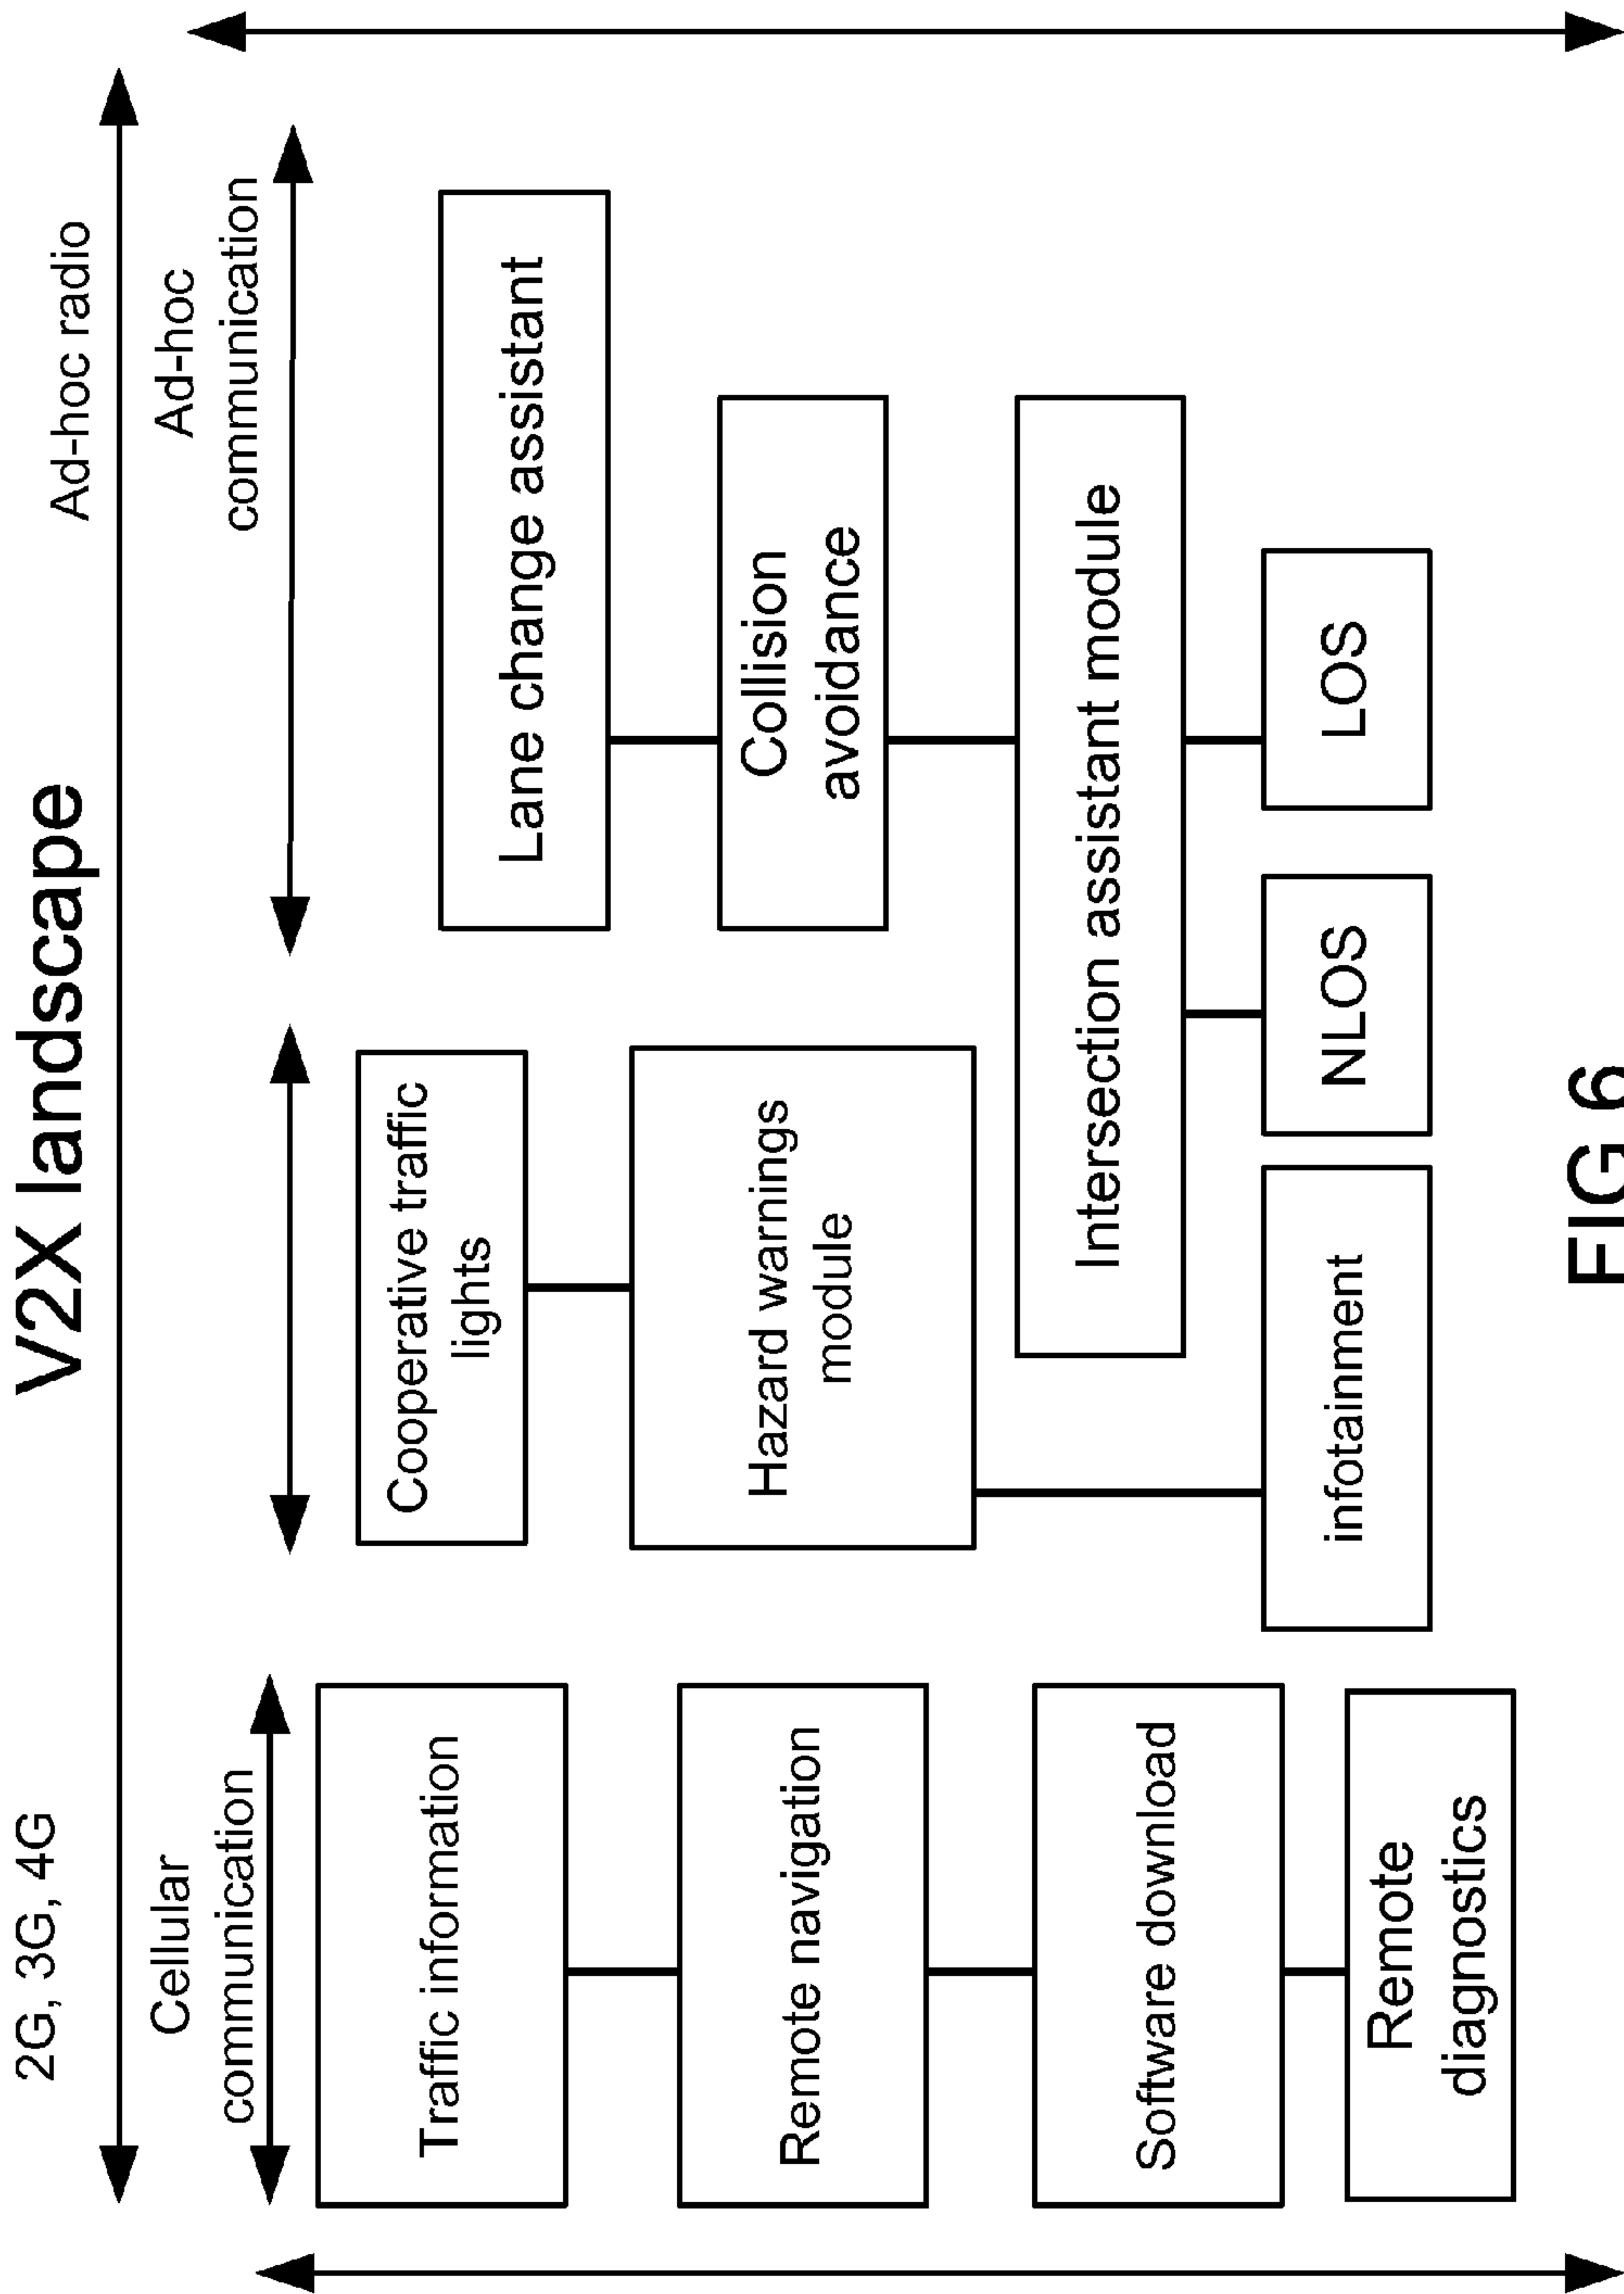 V2X landscape
2G, 3G, 4G
Ad-hoc radio
Cellular
communication
Ad-hoc
communication
Traffic information
Remote navigation
Software download
Remote
diagnostics
Cooperative traffic
lights
Hazard warnings
module
infotainment
Lane change assistant
Collision
avoidance
Intersection assistant module
NLOS
LOS
FIG 6